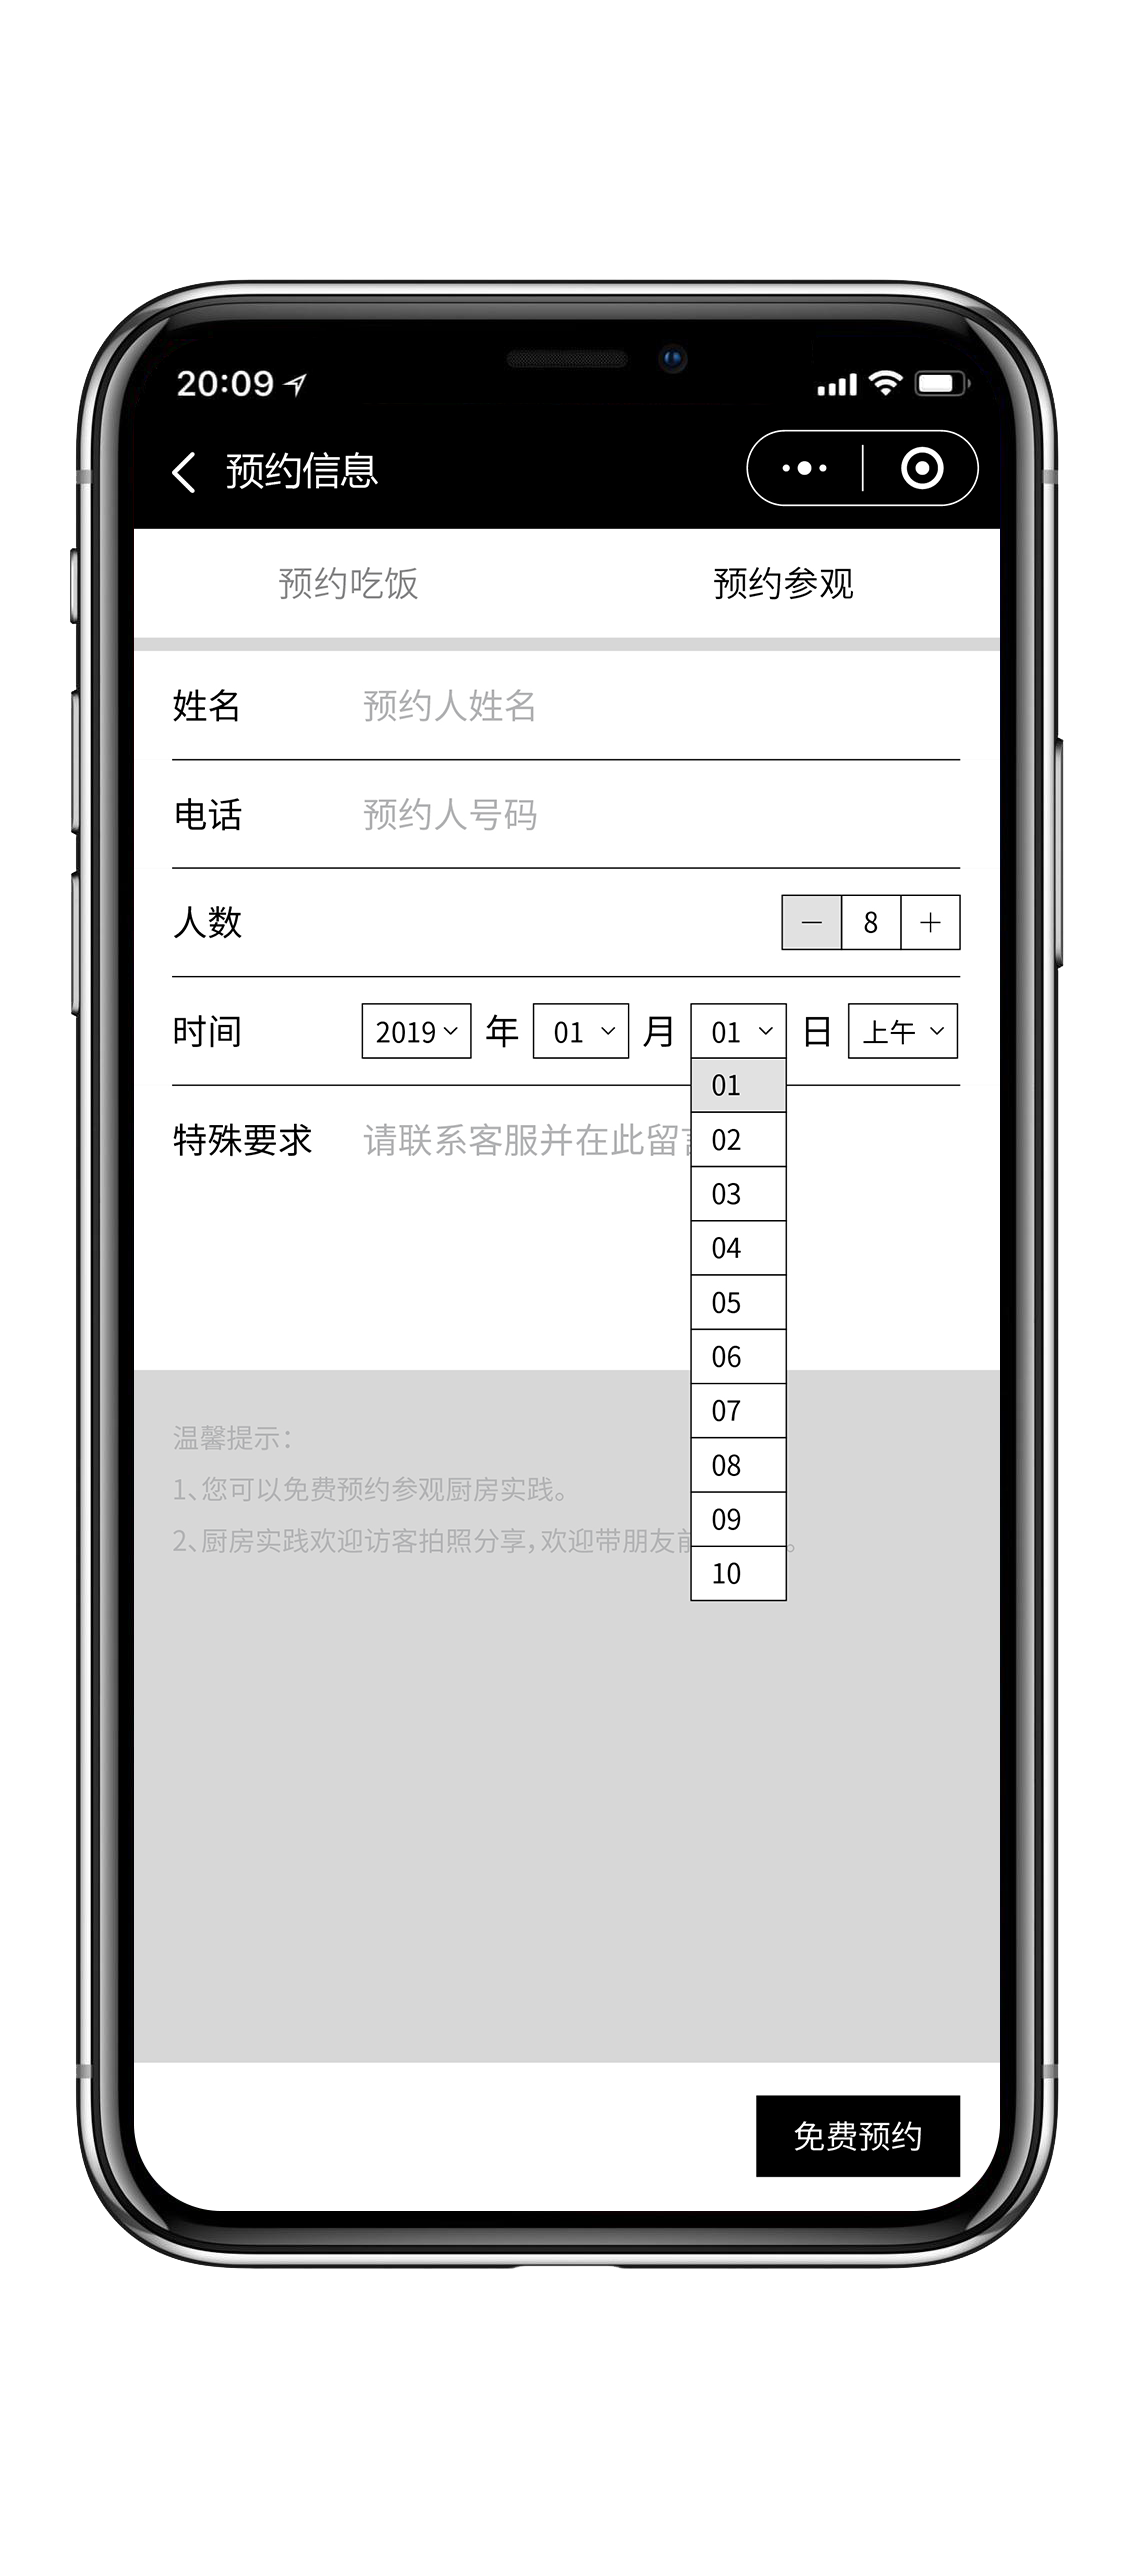 20:09
预约信息
预约吃饭 预约参观
姓名 预约人姓名
电话 预约人号码
人数 8
时间 2019 年 01 月 01 日 上午
01
特殊要求 请联系客服并在此留
02
03
04
05
06
07
温馨提示：
08
1、您可以免费预约参观厨房实践。
09
2、厨房实践欢迎访客拍照分享，欢迎带朋友前
10
免费预约